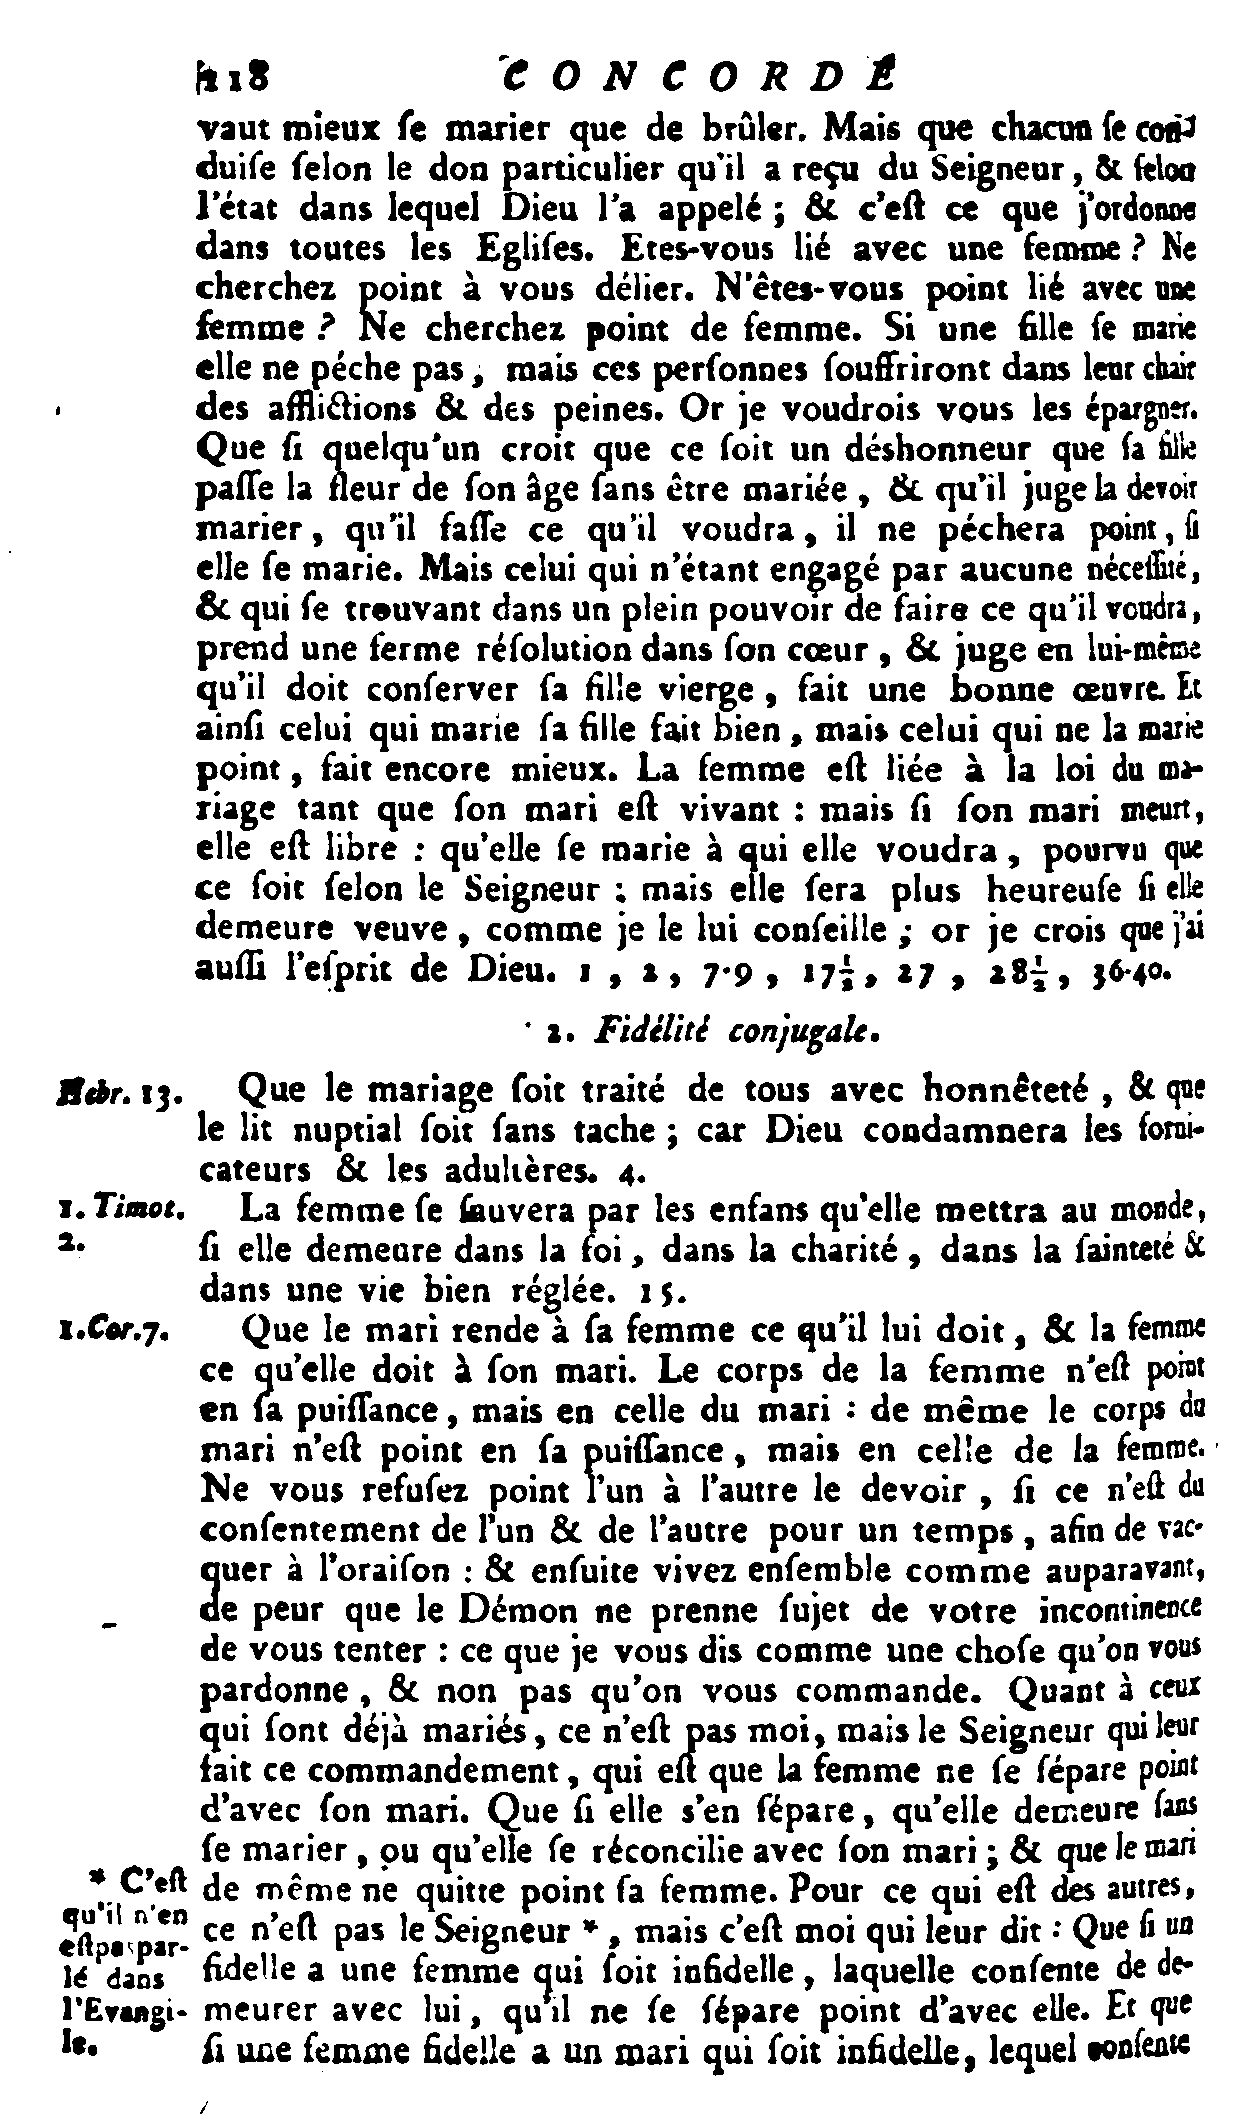 218 CONCORDE
vaut mieux ſe marier que de brûler. Mais que chacun ſe con-
duiſe ſelon le don particulier qu'il a reçu du Seigneur, & ſelon
l'état dans lequel Dieu l'a appelé ; & c'eſt ce que j'ordonne
dans toutes les Egliſes. Etes-vous lié avec une femme ? Ne
cherchez point à vous délier. N'êtes-vous point lié avec une
femme ? Ne cherchez point de femme. Si une fille ſe marie
elle ne péche pas, mais ces perſonnes ſouffriront dans leur chair
des afflictions & des peines. Or je voudrois vous les épargner.
Que ſi quelqu'un croit que ce ſoit un déshonneur que ſa fille
paſſe la fleur de ſon âge ſans être mariée, & qu'il juge la devoir
marier, qu'il faſſe ce qu'il voudra, il ne péchera point, ſi
elle ſe marie. Mais celui qui n'étant engagé par aucune néceſſité,
& qui ſe trouvant dans un plein pouvoir de faire ce qu'il voudra,
prend une ferme réſolution dans ſon cœur, & juge en lui-même
qu'il doit conſerver ſa fille vierge, fait une bonne œuvre. Et
ainſi celui qui marie ſa fille fait bien, mais celui qui ne la marie
point, fait encore mieux. La femme eſt liée à la loi du ma-
riage tant que ſon mari eſt vivant : mais ſi ſon mari meurt,
elle eſt libre : qu'elle ſe marie à qui elle voudra, pourvu que
ce ſoit ſelon le Seigneur ; mais elle ſera plus heureuſe ſi elle
demeure veuve, comme je le lui conſeille ; or je crois que j'ai
auſſi l'eſprit de Dieu. 1, 2, 7-9, 17½, 27, 28½, 36-40.
2. Fidélité conjugale.
Hebr. 13. Que le mariage ſoit traité de tous avec honnêteté, & que
le lit nuptial ſoit ſans tache ; car Dieu condamnera les forni-
cateurs & les adultères. 4.
1. Timot. La femme ſe ſauvera par les enfans qu'elle mettra au monde,
2. ſi elle demeure dans la foi, dans la charité, dans la ſainteté &
dans une vie bien réglée. 15.
1. Cor. 7. Que le mari rende à ſa femme ce qu'il lui doit, & la femme
ce qu'elle doit à ſon mari. Le corps de la femme n'eſt point
en ſa puiſſance, mais en celle du mari : de même le corps du
mari n'eſt point en ſa puiſſance, mais en celle de la femme.
Ne vous refuſez point l'un à l'autre le devoir, ſi ce n'eſt du
conſentement de l'un & de l'autre pour un temps, afin de vac-
quer à l'oraiſon : & enſuite vivez enſemble comme auparavant,
de peur que le Démon ne prenne ſujet de votre incontinence
de vous tenter : ce que je vous dis comme une choſe qu'on vous
pardonne, & non pas qu'on vous commande. Quant à ceux
qui ſont déjà mariés, ce n'eſt pas moi, mais le Seigneur qui leur
fait ce commandement, qui eſt que la femme ne ſe ſépare point
d'avec ſon mari. Que ſi elle s'en ſépare, qu'elle demeure ſans
ſe marier, ou qu'elle ſe réconcilie avec ſon mari ; & que le mari
de même ne quitte point ſa femme. Pour ce qui eſt des autres,
ce n'eſt pas le Seigneur *, mais c'eſt moi qui leur dit : Que ſi un
fidelle a une femme qui ſoit infidelle, laquelle conſente de de-
meurer avec lui, qu'il ne ſe ſépare point d'avec elle. Et que
ſi une femme fidelle a un mari qui ſoit infidelle, lequel conſente
* C'eſt
qu'il n'en
eſt pas par-
lé dans
l'Evangi-
le.